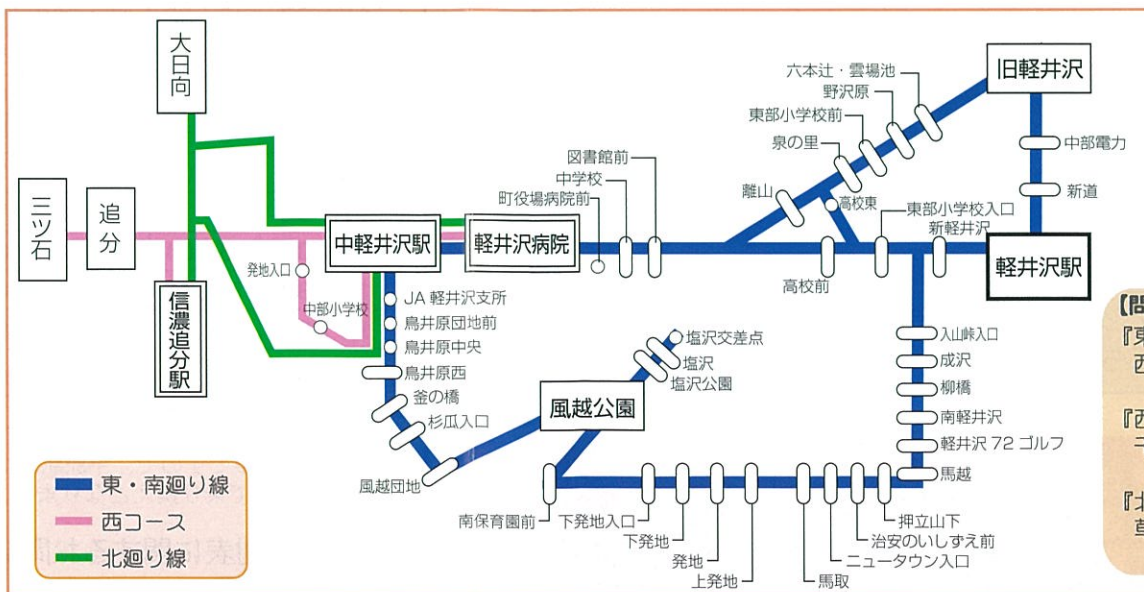 大日向
三ツ石
追分
信濃追分駅
発地入口
中部小学校
中軽井沢駅
軽井沢病院
町役場病院前
中学校
図書館前
離山
泉の里
東部小学校前
野沢原
六本辻・雲場池
旧軽井沢
中部電力
新道
軽井沢駅
高校東
高校前
東部小学校入口
新軽井沢
JA 軽井沢支所
鳥井原団地前
鳥井原中央
鳥井原西
釜の橋
杉瓜入口
風越団地
風越公園
塩沢交差点
塩沢
塩沢公園
入山峠入口
成沢
柳橋
南軽井沢
軽井沢 72 ゴルフ
馬越
南保育園前
下発地入口
下発地
発地
上発地
馬取
ニュータウン入口
治安のいしずえ前
押立山下
東・南廻り線
西コース
北廻り線
【問
『東
西
『西
『北
草